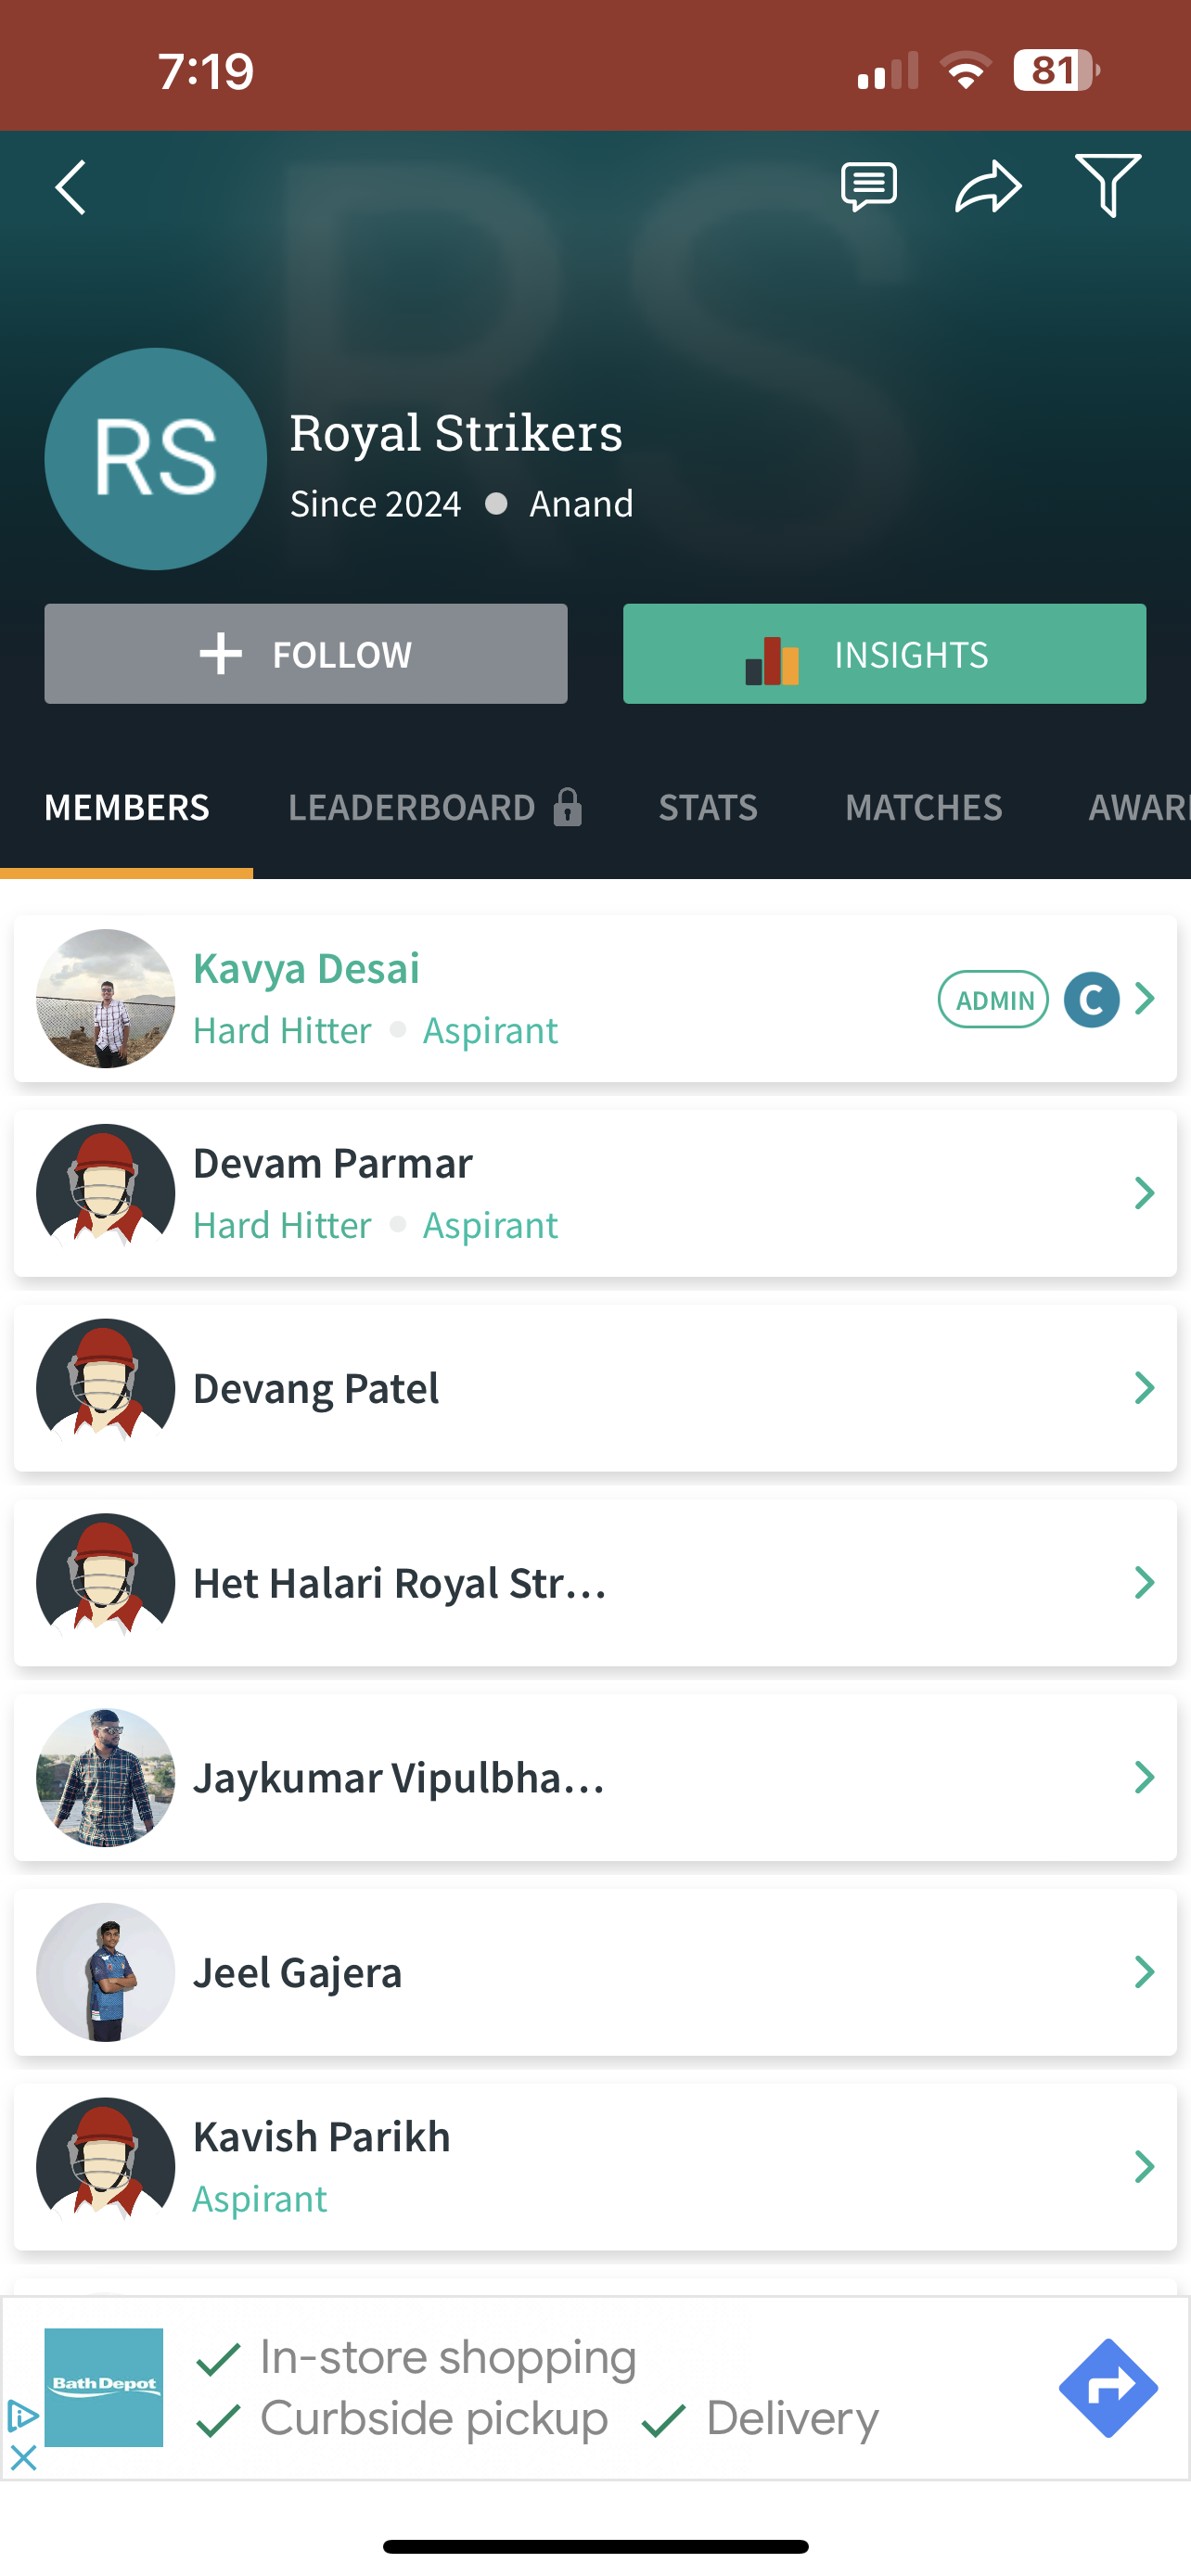 7:19
81
RS
RS
Royal Strikers
Since 2024 ● Anand
+ FOLLOW
INSIGHTS
MEMBERS LEADERBOARD STATS MATCHES AWAR
Kavya Desai
Hard Hitter ● Aspirant
ADMIN C
Devam Parmar
Hard Hitter ● Aspirant
Devang Patel
Het Halari Royal Str...
Jaykumar Vipulbha...
Jeel Gajera
Kavish Parikh
Aspirant
Bath Depot
✓ In-store shopping
✓ Curbside pickup ✓ Delivery